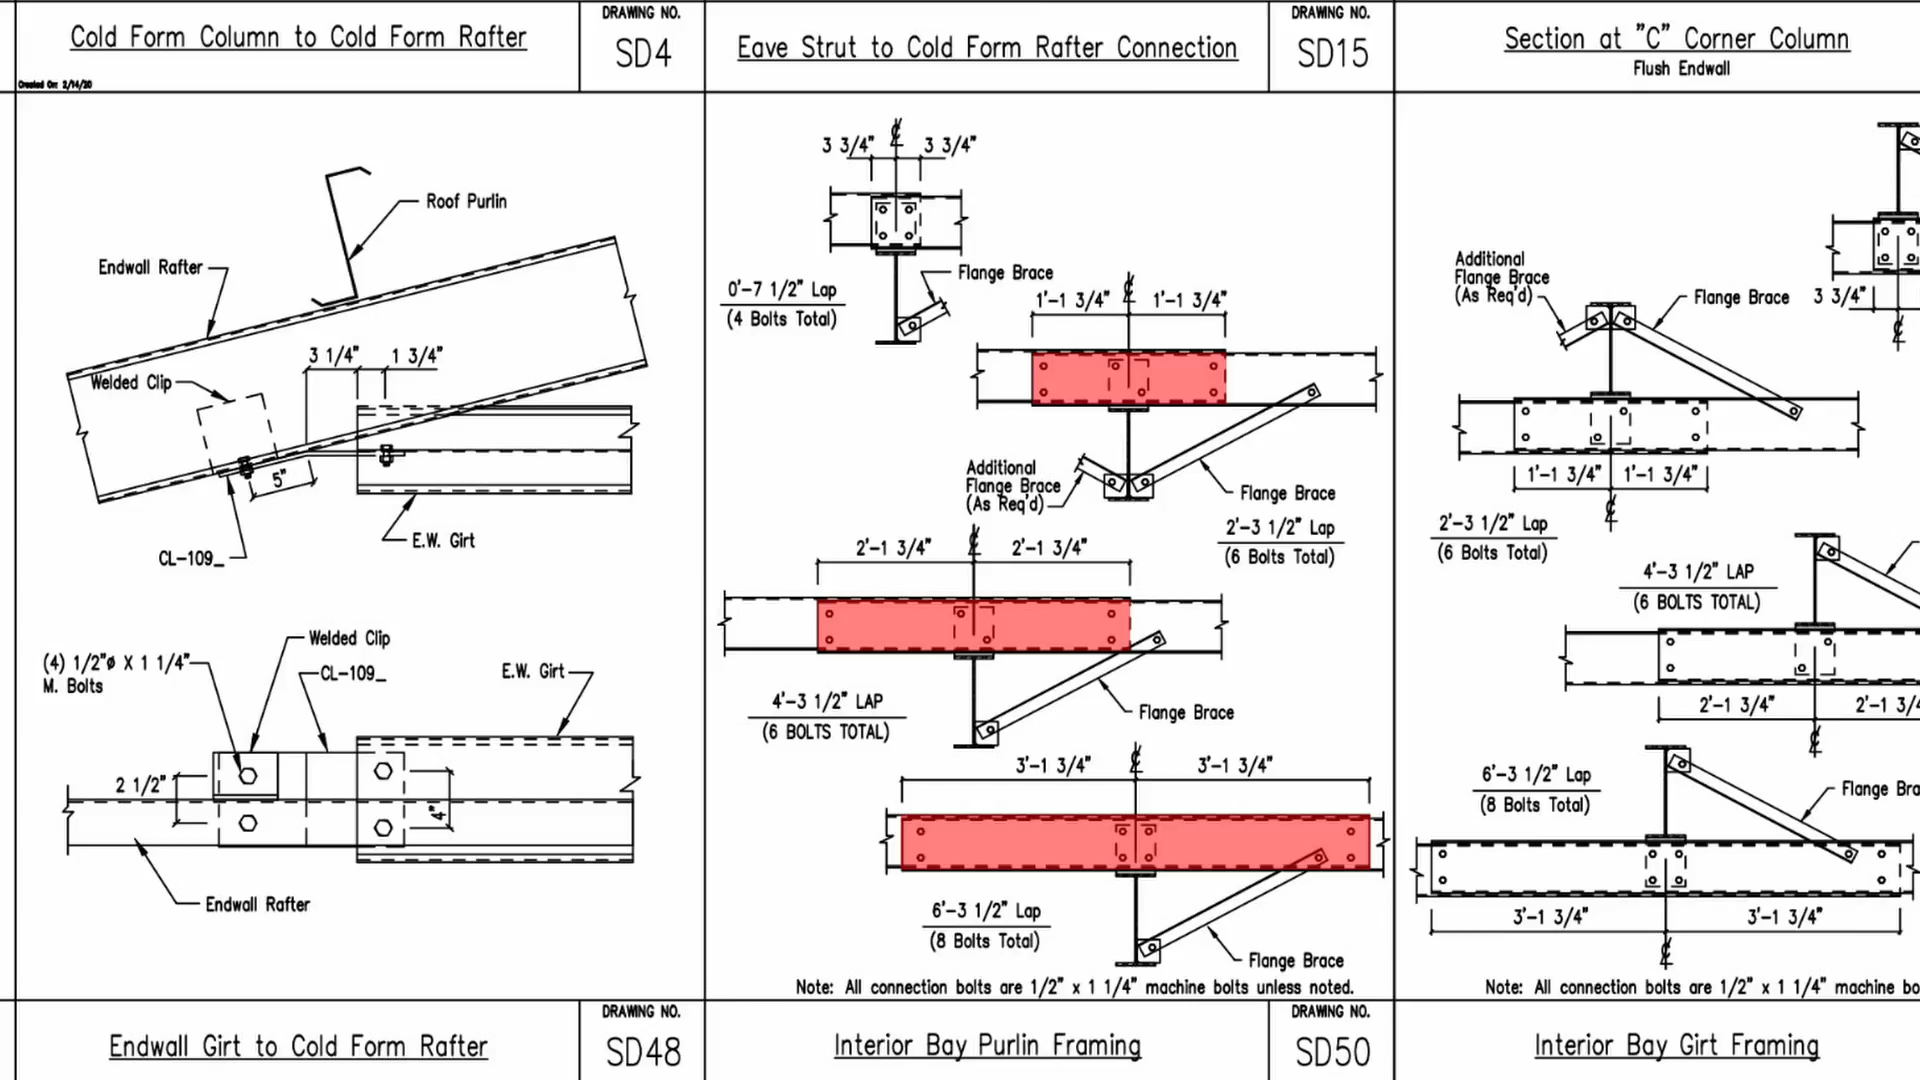 Cold Form Column to Cold Form Rafter
Created On: 2/14/20
DRAWING NO.
SD4
Eave Strut to Cold Form Rafter Connection
DRAWING NO.
SD15
Section at "C" Corner Column
Flush Endwall
Roof Purlin
Endwall Rafter
3 1/4"
1 3/4"
Welded Clip
5"
E.W. Girt
CL-109_
Welded Clip
(4) 1/2"ø X 1 1/4"
M. Bolts
CL-109_
E.W. Girt
2 1/2"
4"
Endwall Rafter
DRAWING NO.
Endwall Girt to Cold Form Rafter
SD48
3 3/4"
3 3/4"
Flange Brace
0'-7 1/2" Lap
(4 Bolts Total)
1'-1 3/4"
1'-1 3/4"
Additional
Flange Brace
(As Req'd)
Flange Brace
2'-3 1/2" Lap
(6 Bolts Total)
2'-1 3/4"
2'-1 3/4"
4'-3 1/2" LAP
(6 BOLTS TOTAL)
Flange Brace
3'-1 3/4"
3'-1 3/4"
6'-3 1/2" Lap
(8 Bolts Total)
Flange Brace
Note: All connection bolts are 1/2" x 1 1/4" machine bolts unless noted.
DRAWING NO.
Interior Bay Purlin Framing
SD50
Additional
Flange Brace
(As Req'd)
Flange Brace
3 3/4"
1'-1 3/4"
1'-1 3/4"
2'-3 1/2" Lap
(6 Bolts Total)
4'-3 1/2" LAP
(6 BOLTS TOTAL)
2'-1 3/4"
2'-1 3/4
6'-3 1/2" Lap
(8 Bolts Total)
Flange Bra
3'-1 3/4"
3'-1 3/4"
Note: All connection bolts are 1/2" x 1 1/4" machine bo
Interior Bay Girt Framing